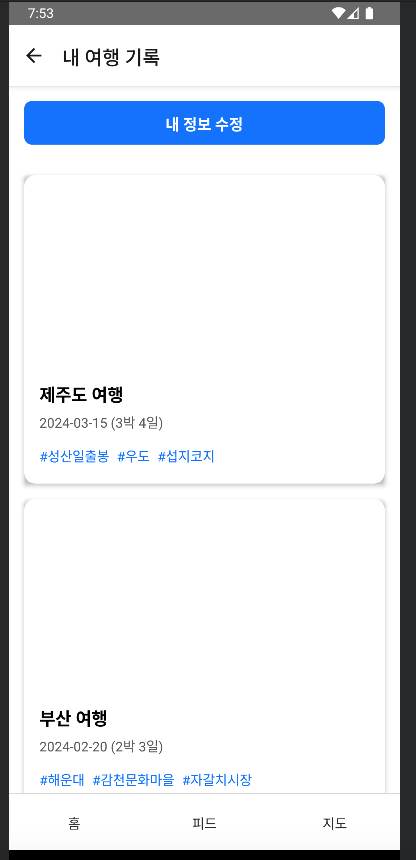 7:53
내 여행 기록
내 정보 수정
제주도 여행
2024-03-15 (3박 4일)
#성산일출봉 #우도 #섭지코지
부산 여행
2024-02-20 (2박 3일)
#해운대 #감천문화마을 #자갈치시장
홈 피드 지도